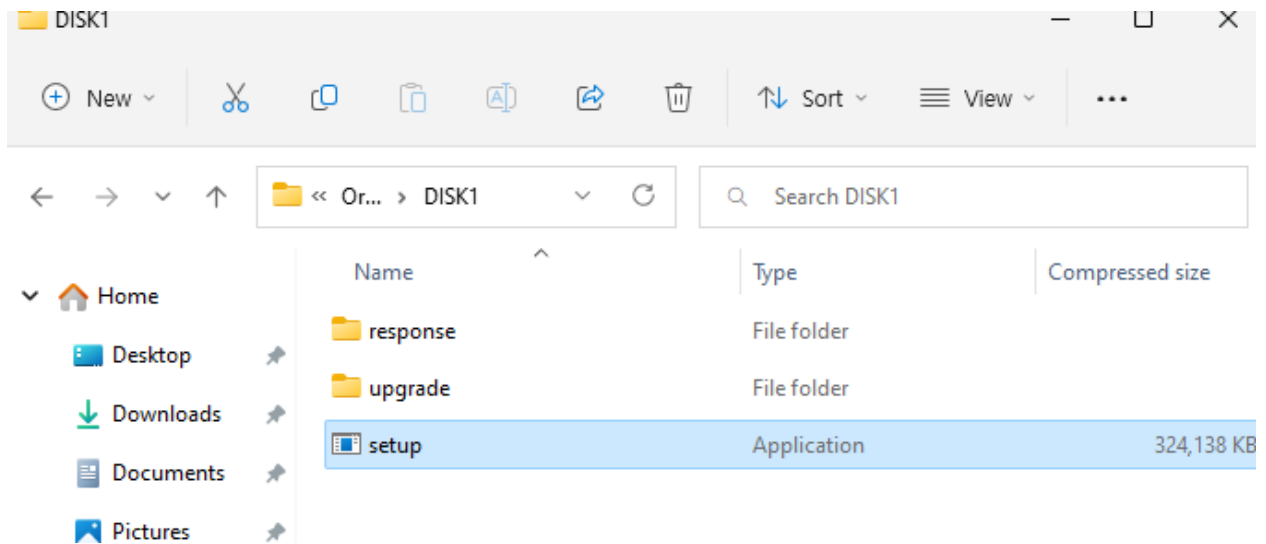 DISK1
New
Sort
View
« Or... › DISK1
Search DISK1
Name
Type
Compressed size
Home
response
File folder
Desktop
upgrade
File folder
Downloads
setup
Application
324,138 KB
Documents
Pictures